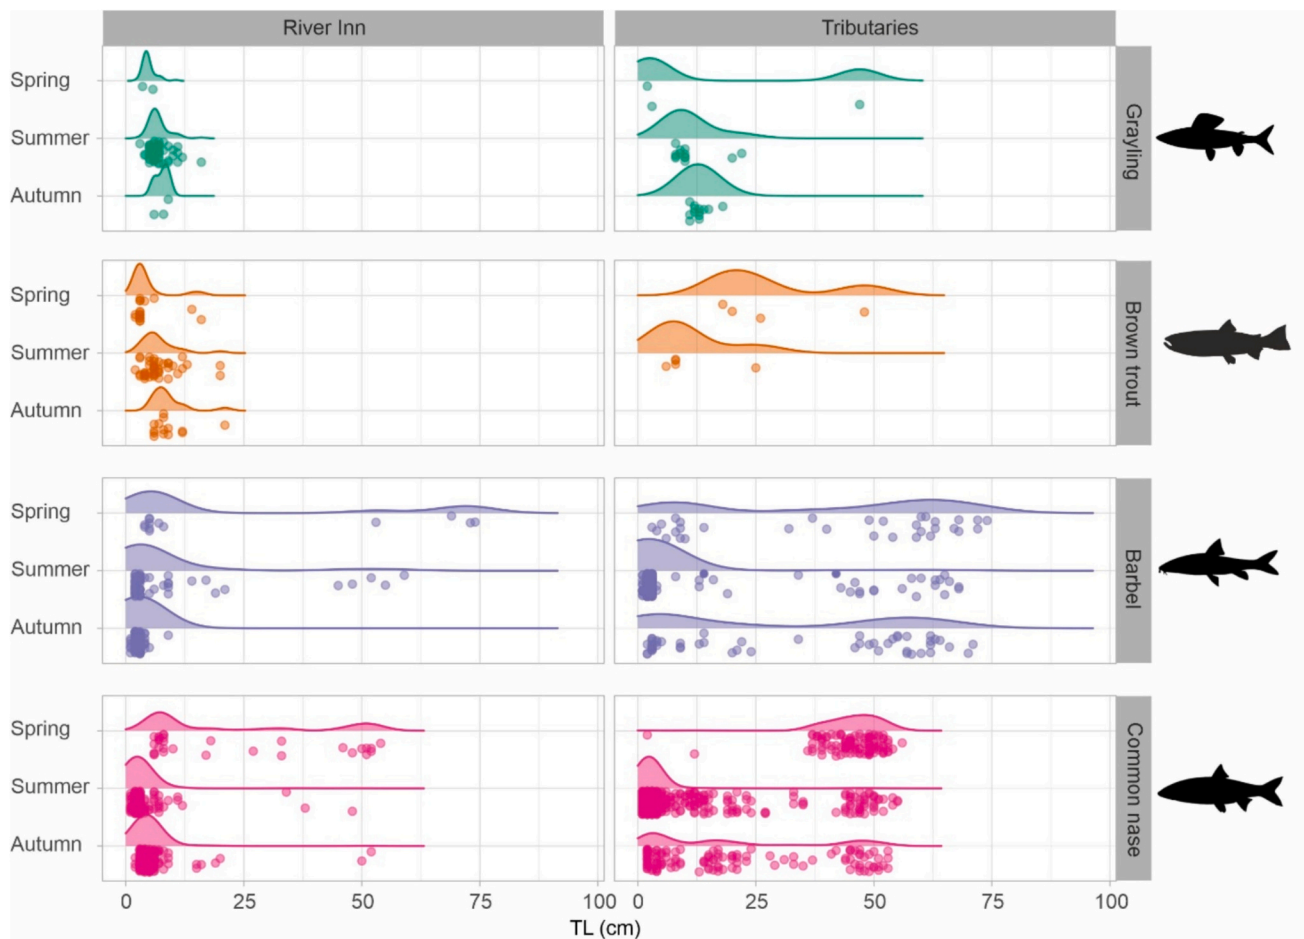 River Inn Tributaries
Spring
Summer
Autumn
Grayling
Spring
Summer
Autumn
Brown trout
Spring
Summer
Autumn
Barbel
Spring
Summer
Autumn
Common nase
0 25 50 75 100 0 25 50 75 100
TL (cm)